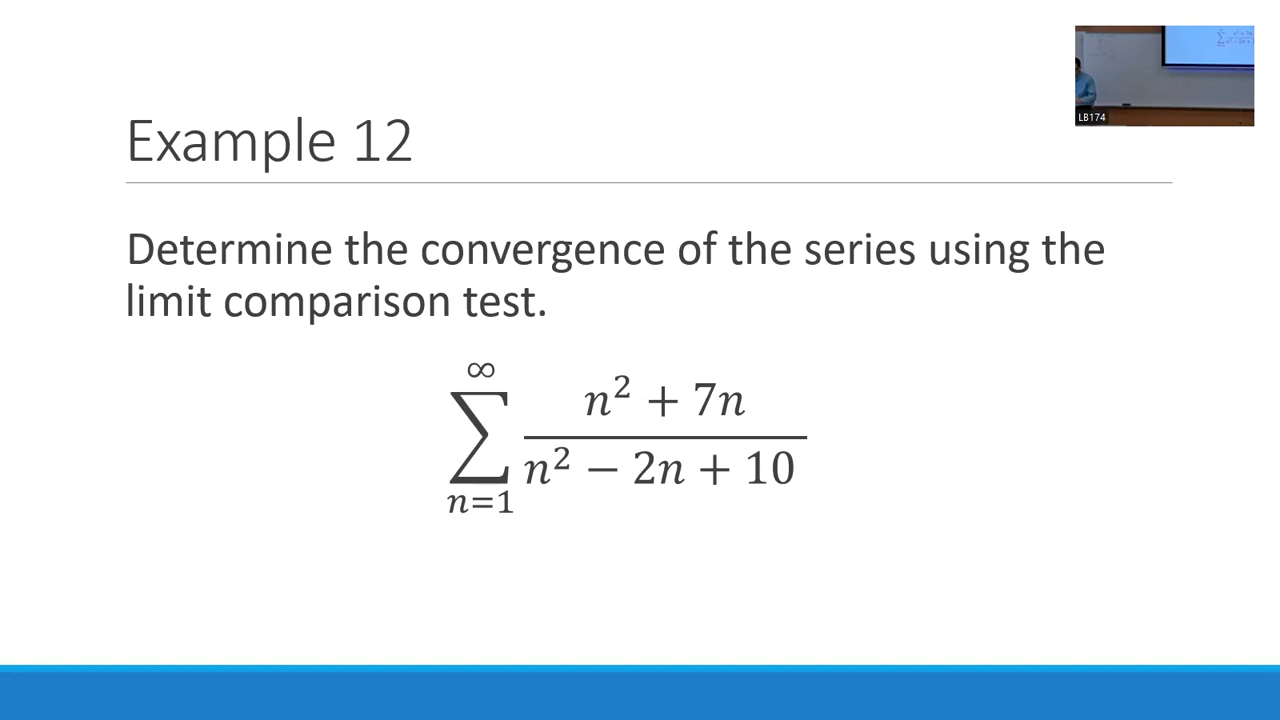 Example 12
Determine the convergence of the series using the
limit comparison test.
∞
∑ n² + 7n
n² − 2n + 10
n=1
LB174